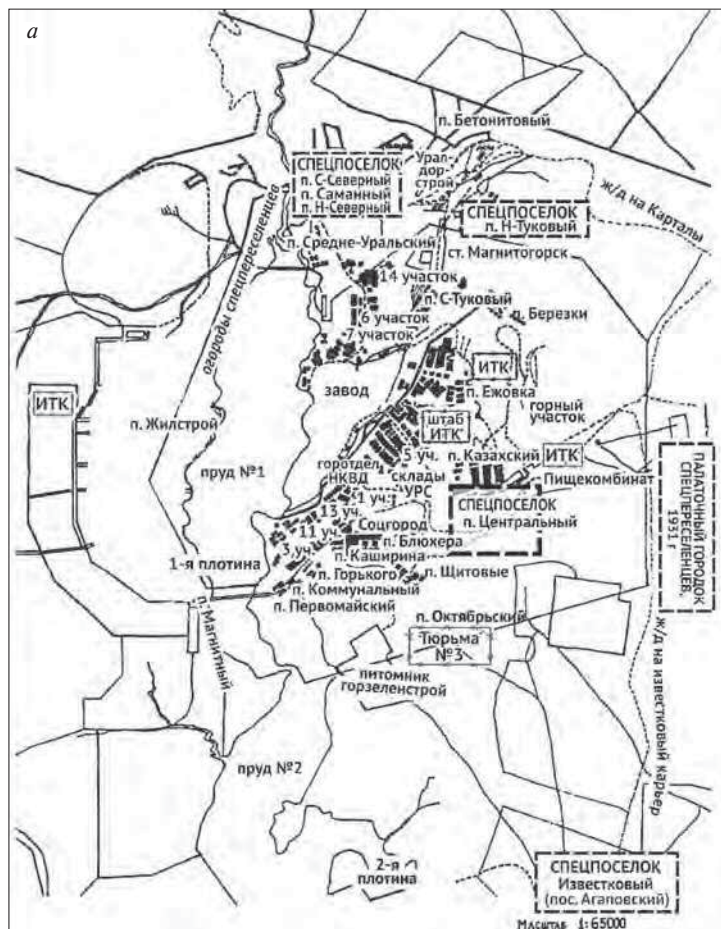 а
п. Бетонитовый
Урал-
дор-
строй
СПЕЦПОСЕЛОК
п. С-Северный
п. Саманный
п. Н-Северный
ж/д на Карталы
СПЕЦПОСЕЛОК
п. Н-Туковый
п. Средне-Уральский
ст. Магнитогорск
огороды спецпереселенцев
14 участок
п. С-Туковый
6 участок
п. Березки
7 участок
ИТК
завод
п. Ежовка
ИТК
горный
участок
п. Жилстрой
штаб
ИТК
5 уч.
п. Казахский
ИТК
пруд №1
горотдел
НКВД
склады
УРС
Пищекомбинат
ПАЛАТОЧНЫЙ ГОРОДОК
СПЕЦПЕРЕСЕЛЕНЦЕВ,
1931 г
1 уч.
13 уч.
Соцгород
СПЕЦПОСЕЛОК
п. Центральный
11 уч.
п. Блюхера
3 уч.
п. Каширина
1-я плотина
п. Горького
п. Щитовые
п. Коммунальный
п. Первомайский
п. Магнитный
п. Октябрьский
Тюрьма
№3
питомник
горзеленстрой
ж/д на известковый карьер
пруд №2
2-я
плотина
СПЕЦПОСЕЛОК
Известковый
(пос. Агаповский)
Масштаб 1:65000